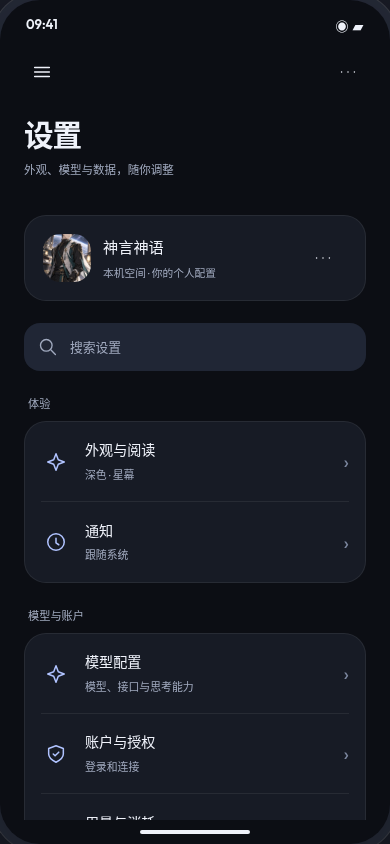 09:41
设置
外观、模型与数据，随你调整
神言神语
本机空间·你的个人配置
搜索设置
体验
外观与阅读
深色·星幕
通知
跟随系统
模型与账户
模型配置
模型、接口与思考能力
账户与授权
登录和连接